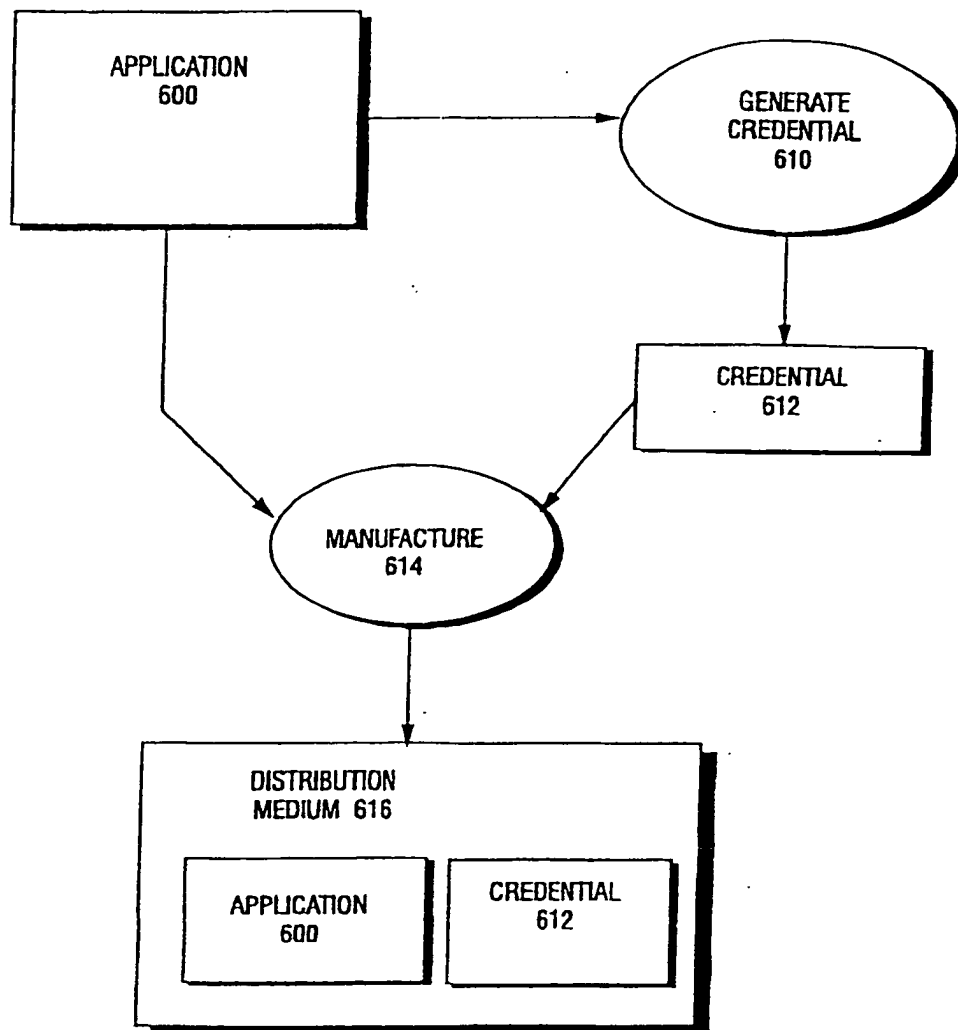 APPLICATION
600
GENERATE
CREDENTIAL
610
CREDENTIAL
612
MANUFACTURE
614
DISTRIBUTION
MEDIUM 616
APPLICATION
600
CREDENTIAL
612